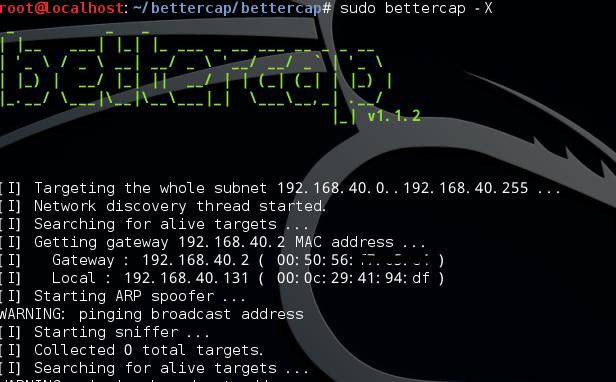 root@localhost:~/bettercap/bettercap# sudo bettercap -X
bettercap
v1.1.2
[I] Targeting the whole subnet 192.168.40.0..192.168.40.255 ...
[I] Network discovery thread started.
[I] Searching for alive targets ...
[I] Getting gateway 192.168.40.2 MAC address ...
[I] Gateway : 192.168.40.2 ( 00:50:56: )
[I] Local : 192.168.40.131 ( 00:0c:29:41:94:df )
[I] Starting ARP spoofer ...
WARNING: pinging broadcast address
[I] Starting sniffer ...
[I] Collected 0 total targets.
[I] Searching for alive targets ...